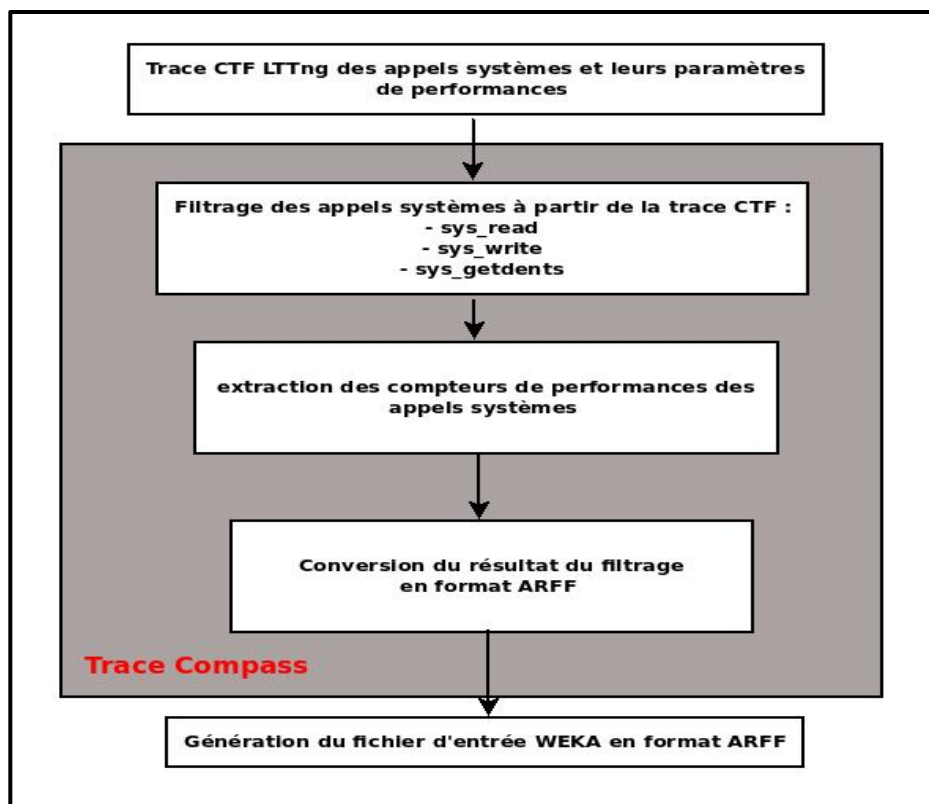 Trace CTF LTTng des appels systèmes et leurs paramètres
de performances
Filtrage des appels systèmes à partir de la trace CTF :
- sys_read
- sys_write
- sys_getdents
extraction des compteurs de performances des
appels systèmes
Conversion du résultat du filtrage
en format ARFF
Trace Compass
Génération du fichier d'entrée WEKA en format ARFF